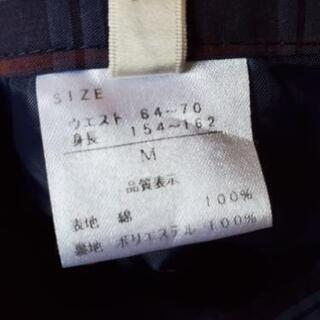 SIZE
ウエスト 64～70
身長 154～162
M
品質表示
表地 綿 100%
裏地 ポリエステル 100%